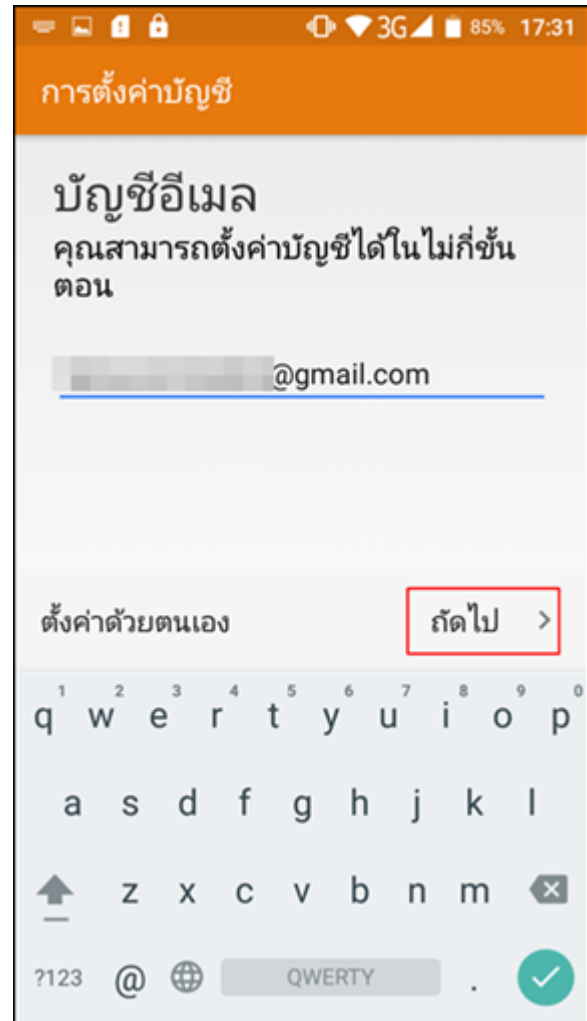 3G 85% 17:31
การตั้งค่าบัญชี
บัญชีอีเมล
คุณสามารถตั้งค่าบัญชีได้ในไม่กี่ขั้น
ตอน
@gmail.com
ตั้งค่าด้วยตนเอง ถัดไป >
1 2 3 4 5 6 7 8 9 0
q w e r t y u i o p
a s d f g h j k l
z x c v b n m
?123 @ QWERTY .